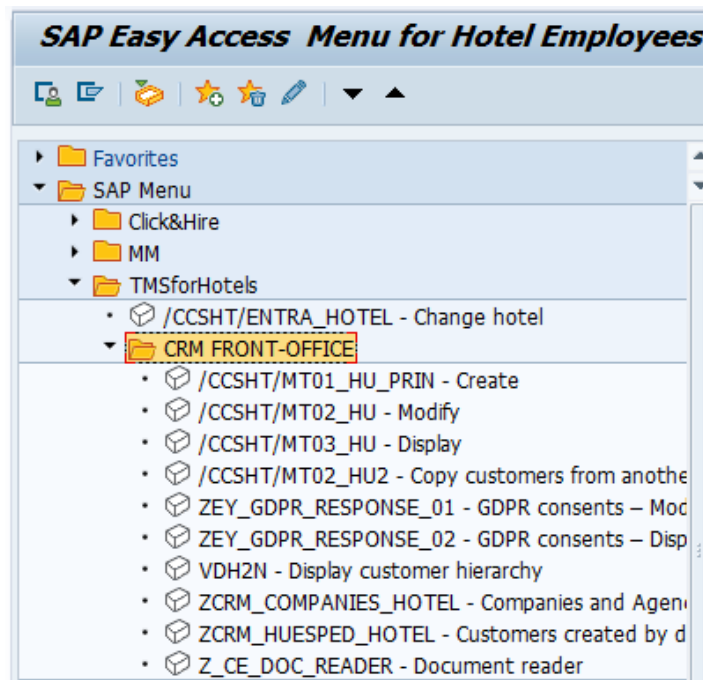 SAP Easy Access Menu for Hotel Employees
Favorites
SAP Menu
Click&Hire
MM
TMSforHotels
/CCSHT/ENTRA_HOTEL - Change hotel
CRM FRONT-OFFICE
/CCSHT/MT01_HU_PRIN - Create
/CCSHT/MT02_HU - Modify
/CCSHT/MT03_HU - Display
/CCSHT/MT02_HU2 - Copy customers from anothe
ZEY_GDPR_RESPONSE_01 - GDPR consents – Mod
ZEY_GDPR_RESPONSE_02 - GDPR consents – Disp
VDH2N - Display customer hierarchy
ZCRM_COMPANIES_HOTEL - Companies and Agen
ZCRM_HUESPED_HOTEL - Customers created by d
Z_CE_DOC_READER - Document reader